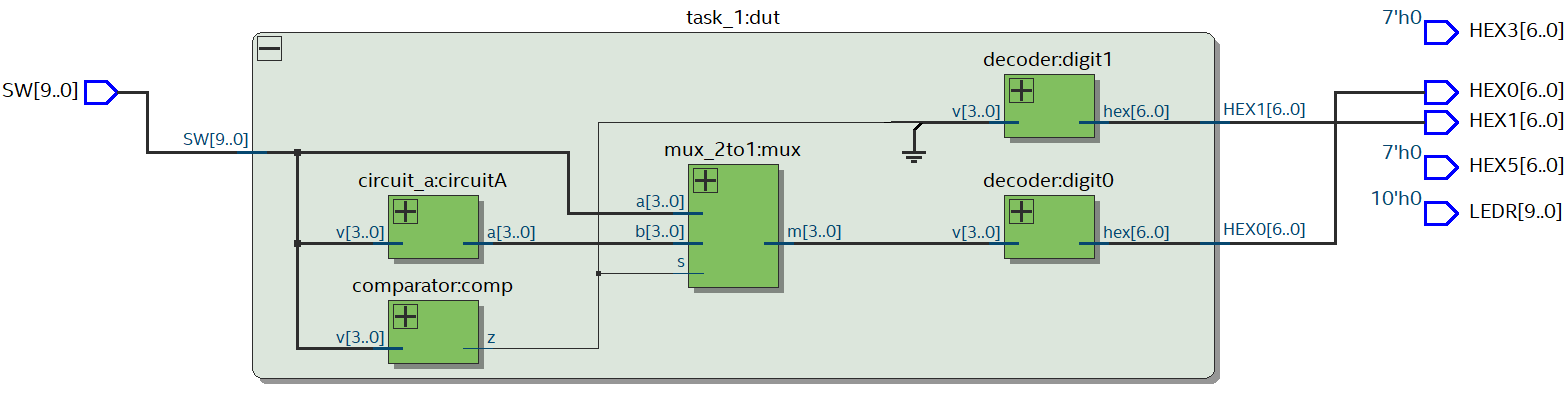 task_1:dut
7'h0
HEX3[6..0]
decoder:digit1
SW[9..0]
HEX0[6..0]
v[3..0]
hex[6..0]
HEX1[6..0]
HEX1[6..0]
SW[9..0]
mux_2to1:mux
7'h0
HEX5[6..0]
circuit_a:circuitA
decoder:digit0
a[3..0]
10'h0
LEDR[9..0]
v[3..0]
a[3..0]
b[3..0]
m[3..0]
v[3..0]
hex[6..0]
HEX0[6..0]
s
comparator:comp
v[3..0]
z